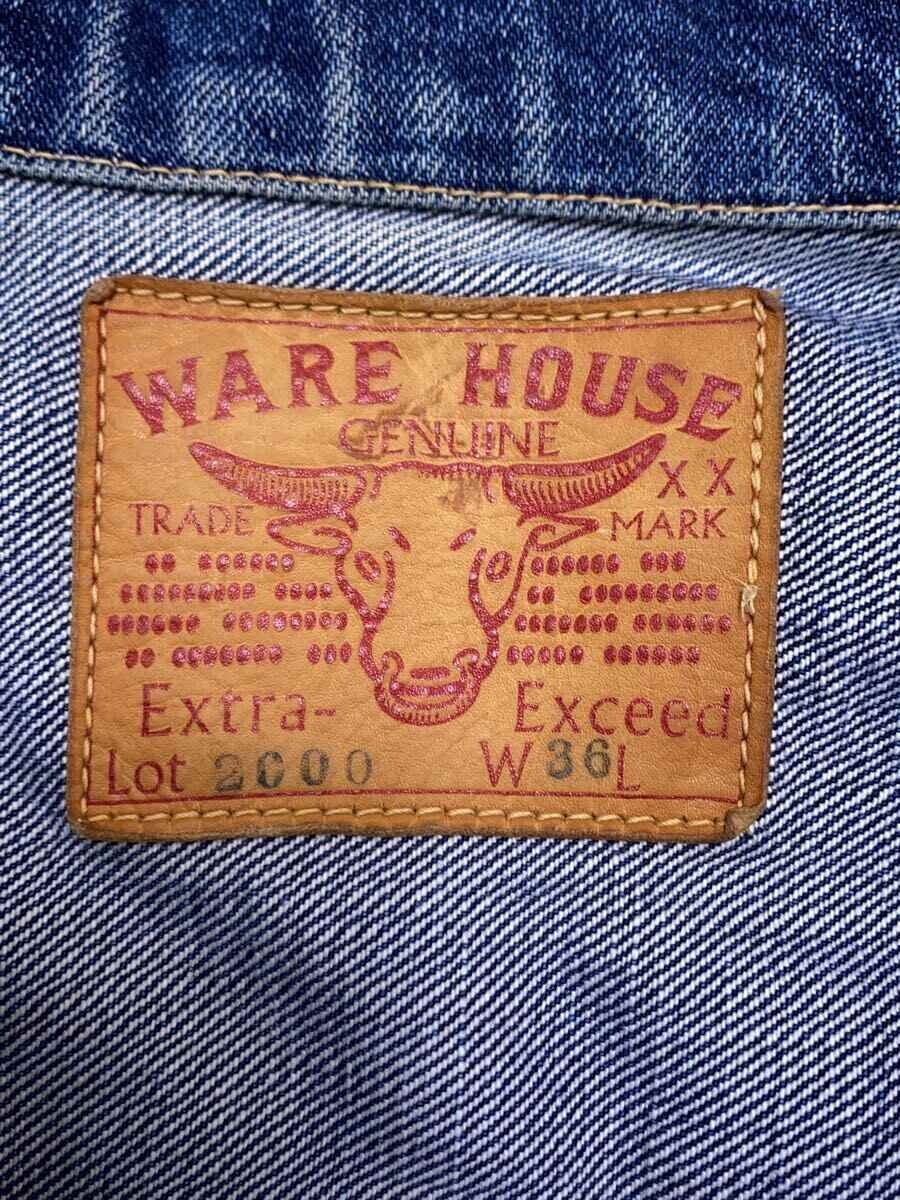 WARE HOUSE
GENUINE
XX
TRADE MARK
Extra- Exceed
Lot 2000 W 36 L